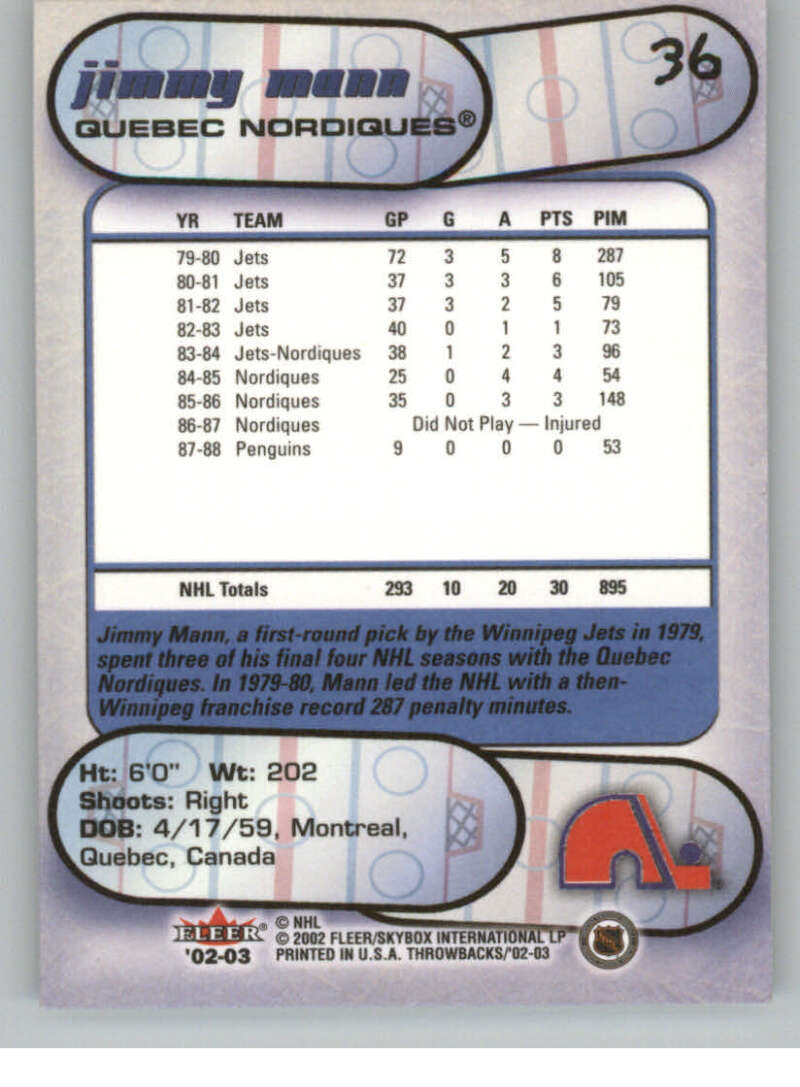 jimmy mann 36
QUEBEC NORDIQUES®
YR TEAM GP G A PTS PIM
79-80 Jets 72 3 5 8 287
80-81 Jets 37 3 3 6 105
81-82 Jets 37 3 2 5 79
82-83 Jets 40 0 1 1 73
83-84 Jets-Nordiques 38 1 2 3 96
84-85 Nordiques 25 0 4 4 54
85-86 Nordiques 35 0 3 3 148
86-87 Nordiques Did Not Play — Injured
87-88 Penguins 9 0 0 0 53
NHL Totals 293 10 20 30 895
Jimmy Mann, a first-round pick by the Winnipeg Jets in 1979,
spent three of his final four NHL seasons with the Quebec
Nordiques. In 1979-80, Mann led the NHL with a then-
Winnipeg franchise record 287 penalty minutes.
Ht: 6'0" Wt: 202
Shoots: Right
DOB: 4/17/59, Montreal,
Quebec, Canada
FLEER® © NHL
© 2002 FLEER/SKYBOX INTERNATIONAL LP
'02-03 PRINTED IN U.S.A. THROWBACKS/'02-03